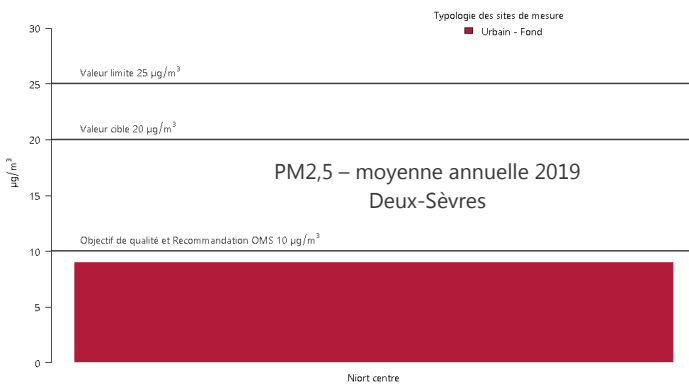 Typologie des sites de mesure
Urbain - Fond
30
Valeur limite 25 µg/m³
25
Valeur cible 20 µg/m³
20
µg/m³
PM2,5 – moyenne annuelle 2019
Deux-Sèvres
15
Objectif de qualité et Recommandation OMS 10 µg/m³
10
5
0
Niort centre